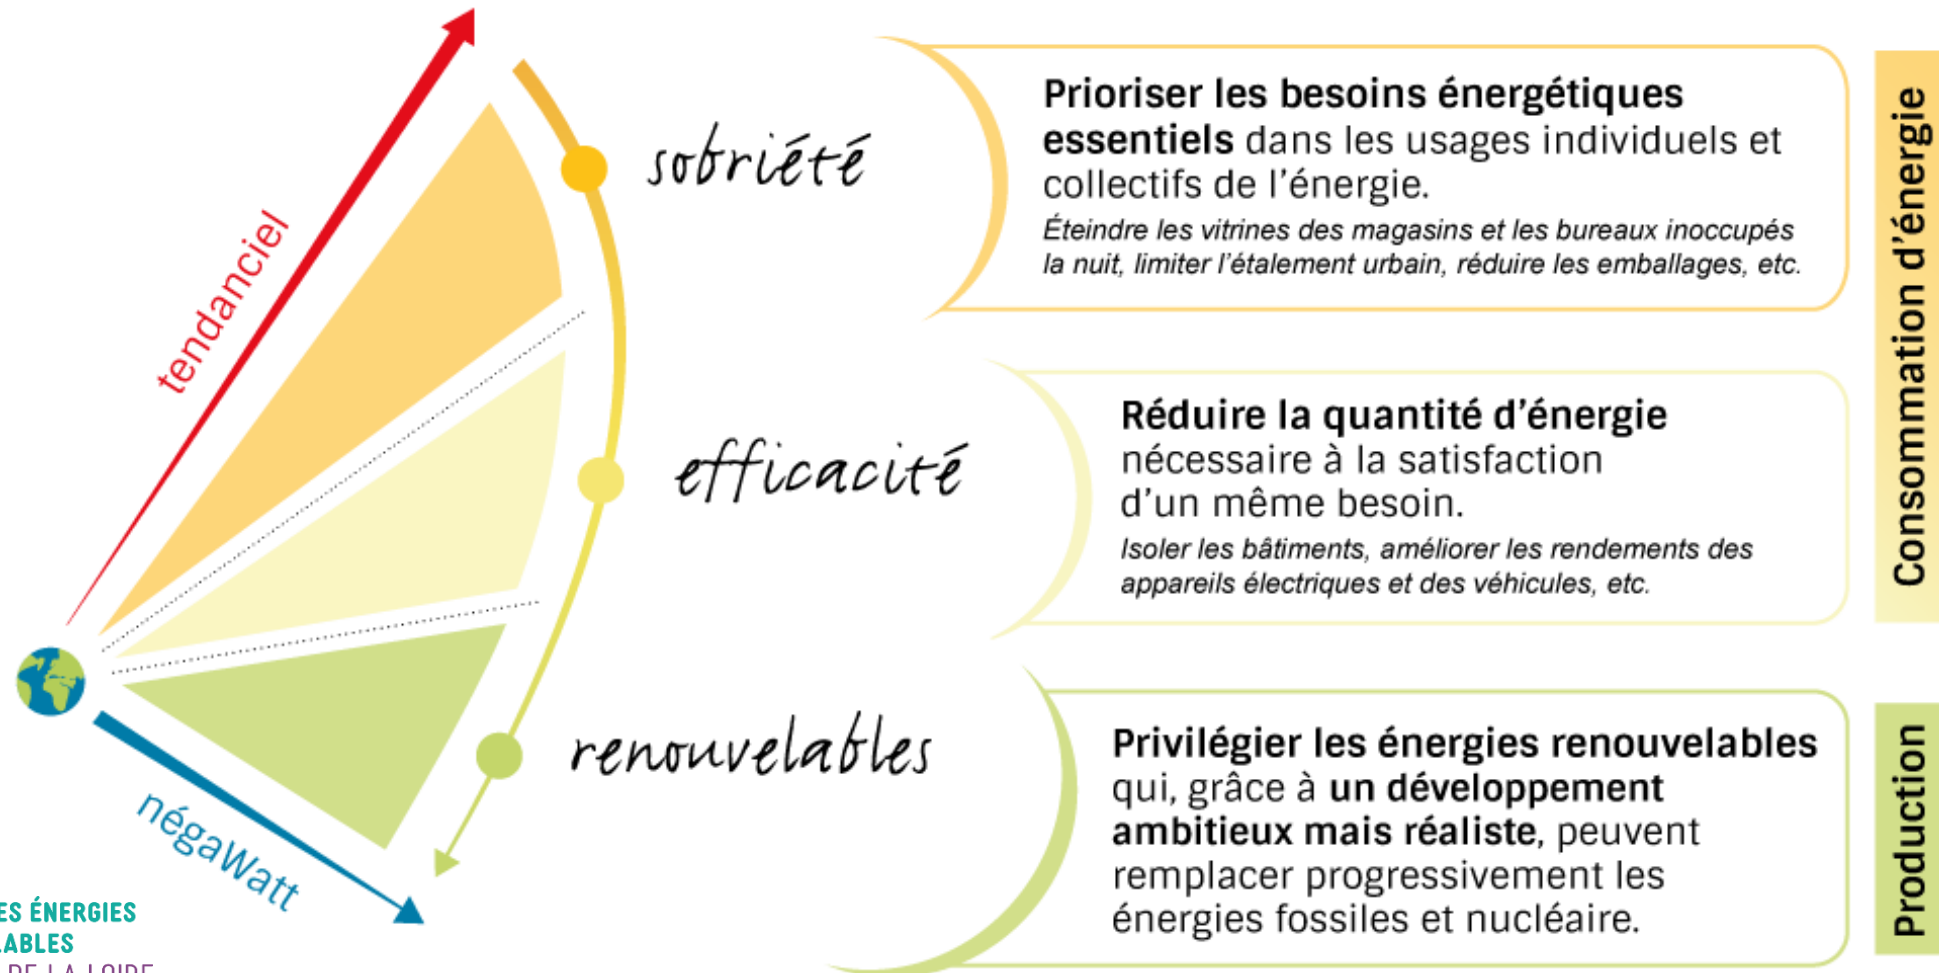 tendanciel
sobriété
Prioriser les besoins énergétiques
essentiels dans les usages individuels et
collectifs de l'énergie.
Éteindre les vitrines des magasins et les bureaux inoccupés
la nuit, limiter l'étalement urbain, réduire les emballages, etc.
efficacité
Réduire la quantité d'énergie
nécessaire à la satisfaction
d'un même besoin.
Isoler les bâtiments, améliorer les rendements des
appareils électriques et des véhicules, etc.
Consommation d'énergie
renouvelables
Privilégier les énergies renouvelables
qui, grâce à un développement
ambitieux mais réaliste, peuvent
remplacer progressivement les
énergies fossiles et nucléaire.
Production
négaWatt
ES ÉNERGIES
LABLES
DE LA LOIRE